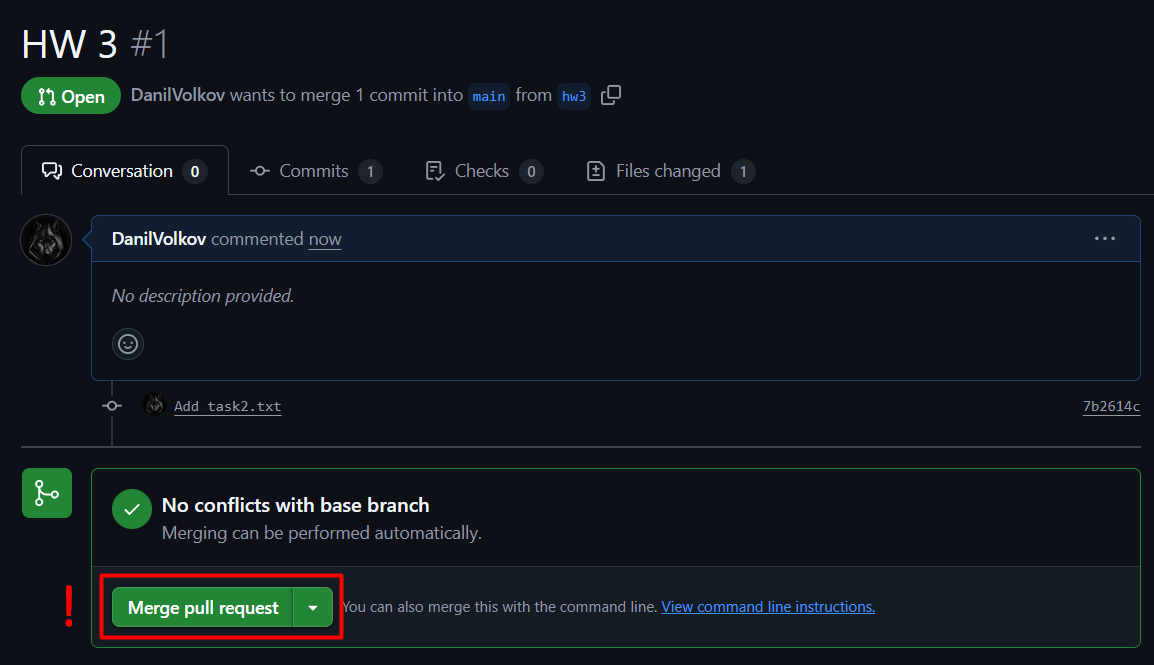 HW 3 #1
Open DanilVolkov wants to merge 1 commit into main from hw3
Conversation 0 Commits 1 Checks 0 Files changed 1
DanilVolkov commented now
No description provided.
Add task2.txt 7b2614c
No conflicts with base branch
Merging can be performed automatically.
! Merge pull request You can also merge this with the command line. View command line instructions.